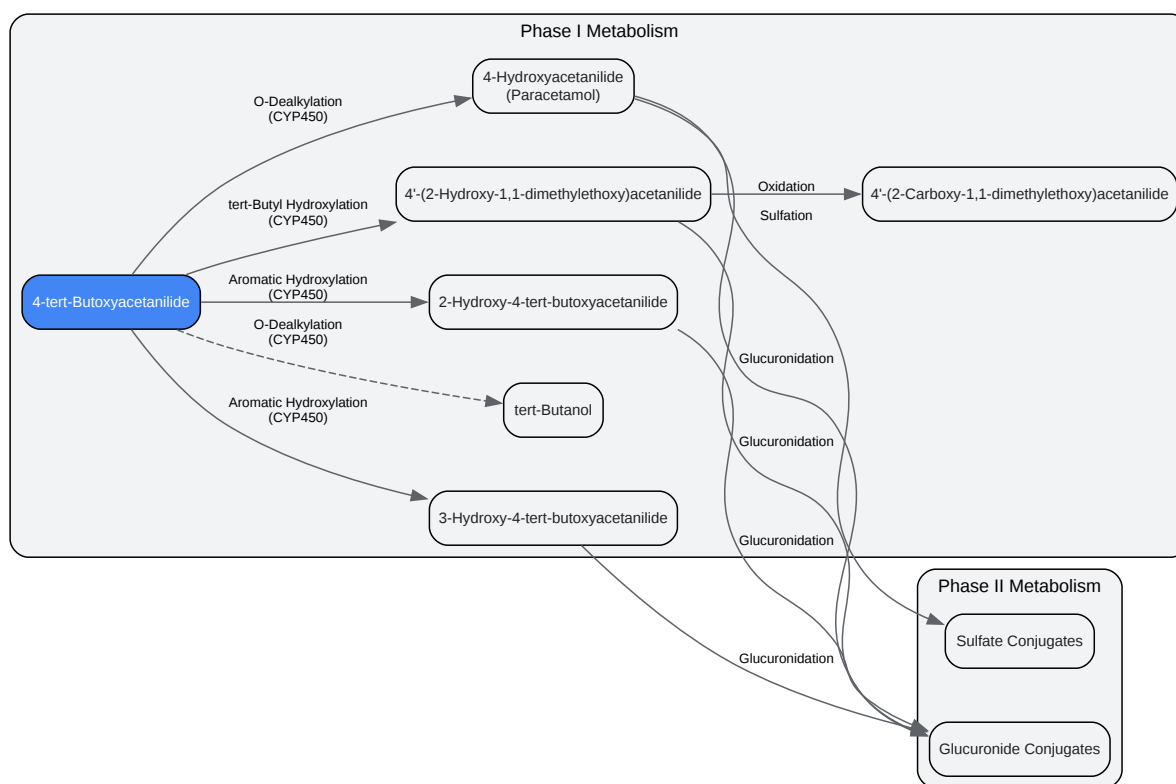 Phase I Metabolism
4-Hydroxyacetanilide
(Paracetamol)
O-Dealkylation
(CYP450)
4'-(2-Hydroxy-1,1-dimethylethoxy)acetanilide
Oxidation
4'-(2-Carboxy-1,1-dimethylethoxy)acetanilide
tert-Butyl Hydroxylation
(CYP450)
Sulfation
Aromatic Hydroxylation
(CYP450)
4-tert-Butoxyacetanilide
2-Hydroxy-4-tert-butoxyacetanilide
O-Dealkylation
(CYP450)
Glucuronidation
Aromatic Hydroxylation
(CYP450)
tert-Butanol
Glucuronidation
3-Hydroxy-4-tert-butoxyacetanilide
Glucuronidation
Phase II Metabolism
Sulfate Conjugates
Glucuronidation
Glucuronide Conjugates